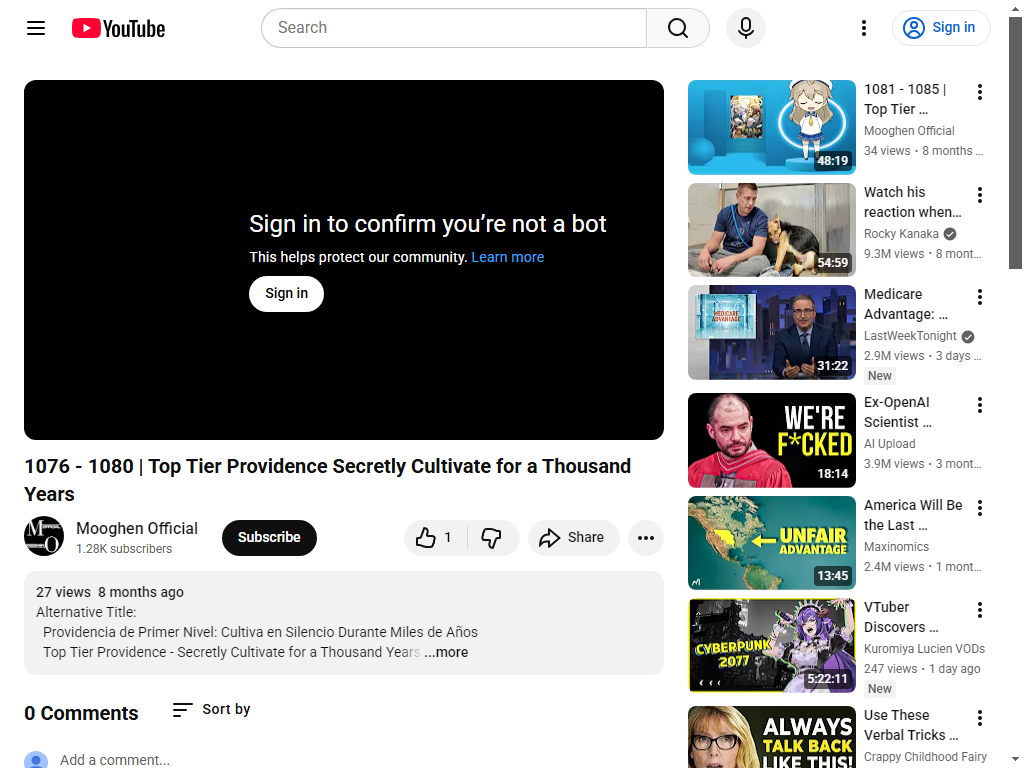 YouTube
Search
Sign in
Sign in to confirm you’re not a bot
This helps protect our community. Learn more
Sign in
1076 - 1080 | Top Tier Providence Secretly Cultivate for a Thousand
Years
Mooghen Official
1.28K subscribers
Subscribe
1
Share
27 views 8 months ago
Alternative Title:
Providencia de Primer Nivel: Cultiva en Silencio Durante Miles de Años
Top Tier Providence - Secretly Cultivate for a Thousand Years ...more
0 Comments
Sort by
Add a comment...
48:19
1081 - 1085 |
Top Tier ...
Mooghen Official
34 views • 8 months ...
54:59
Watch his
reaction when...
Rocky Kanaka
9.3M views • 8 mont...
MEDICARE
ADVANTAGE
31:22
Medicare
Advantage: ...
LastWeekTonight
2.9M views • 3 days ...
New
WE'RE
F*CKED
18:14
Ex-OpenAI
Scientist ...
AI Upload
3.9M views • 3 mont...
UNFAIR
ADVANTAGE
13:45
America Will Be
the Last ...
Maxinomics
2.4M views • 1 mont...
CYBERPUNK
2077
5:22:11
VTuber
Discovers ...
Kuromiya Lucien VODs
247 views • 1 day ago
New
ALWAYS
TALK BACK
LIKE THIS!
Use These
Verbal Tricks ...
Crappy Childhood Fairy